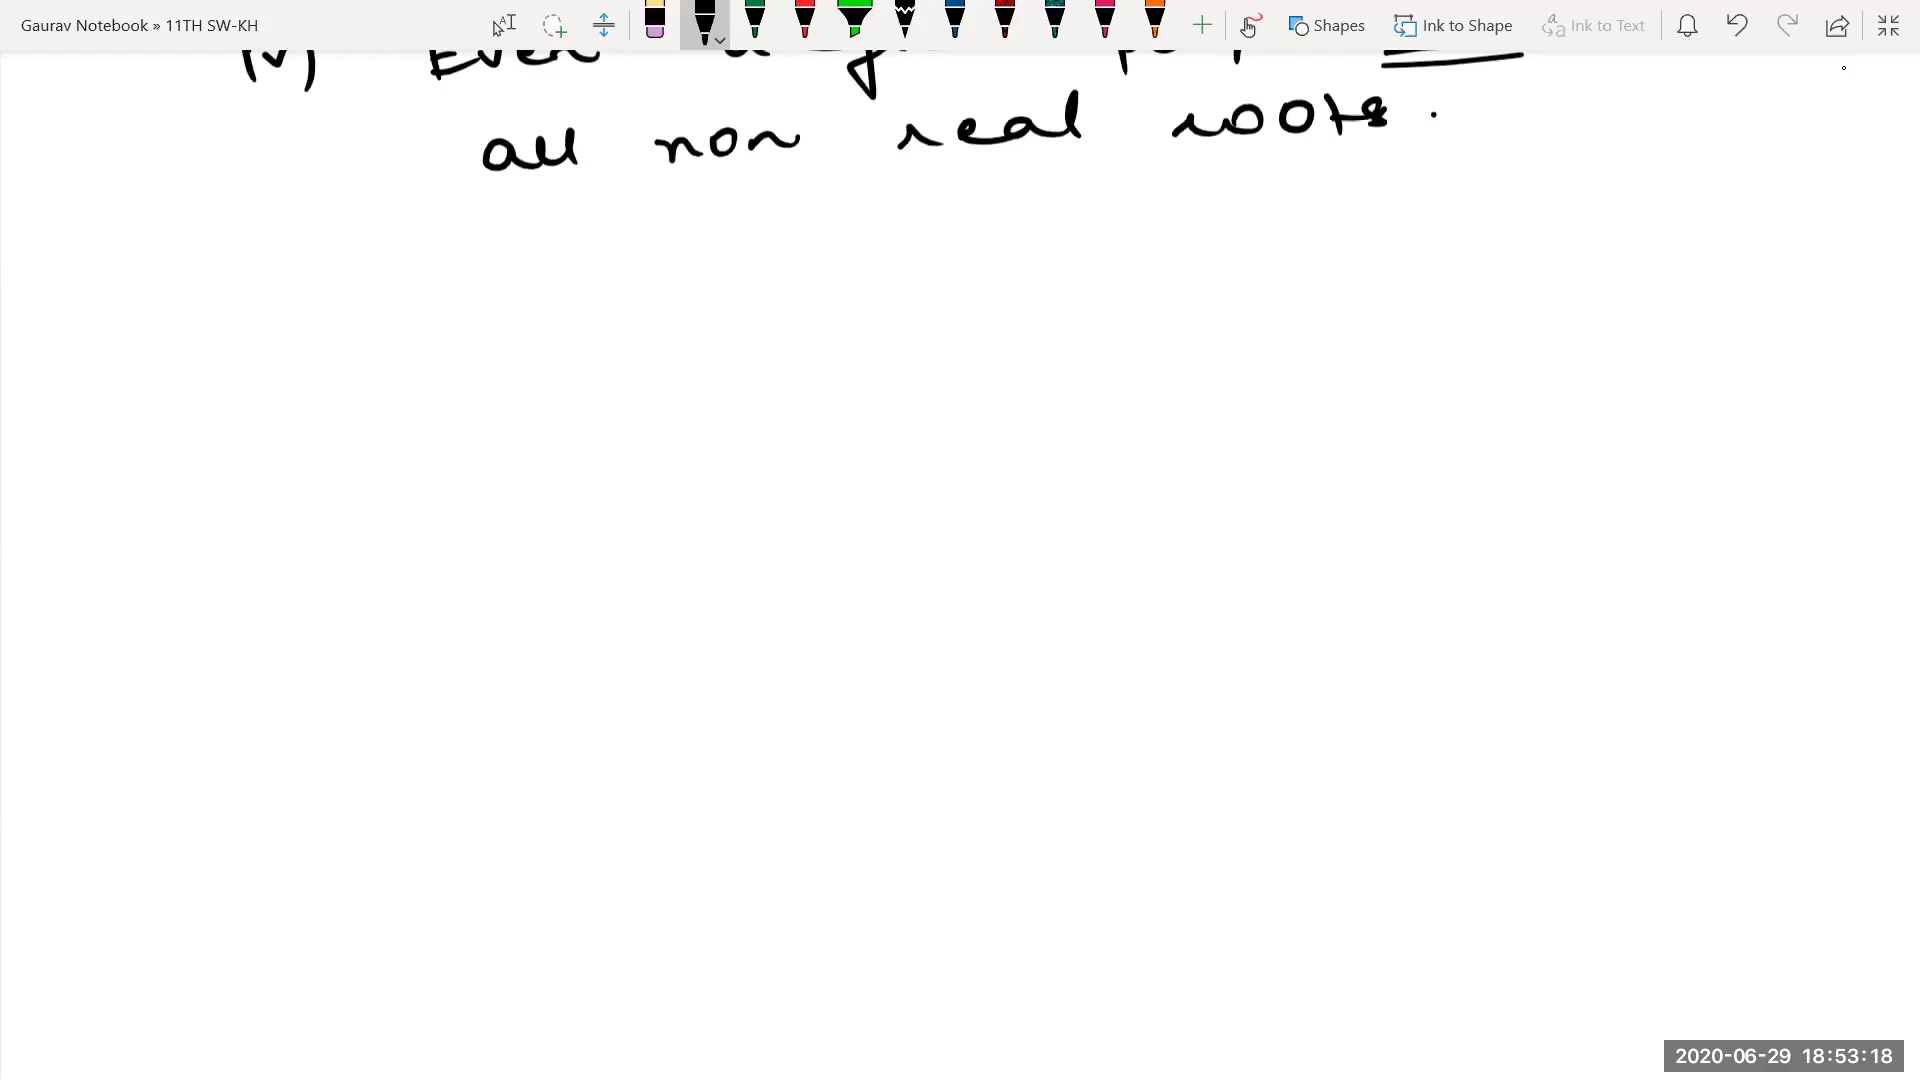 Gaurav Notebook » 11TH SW-KH
Shapes
Ink to Shape
Ink to Text
(v) Even
all non real roots.
2020-06-29 18:53:18